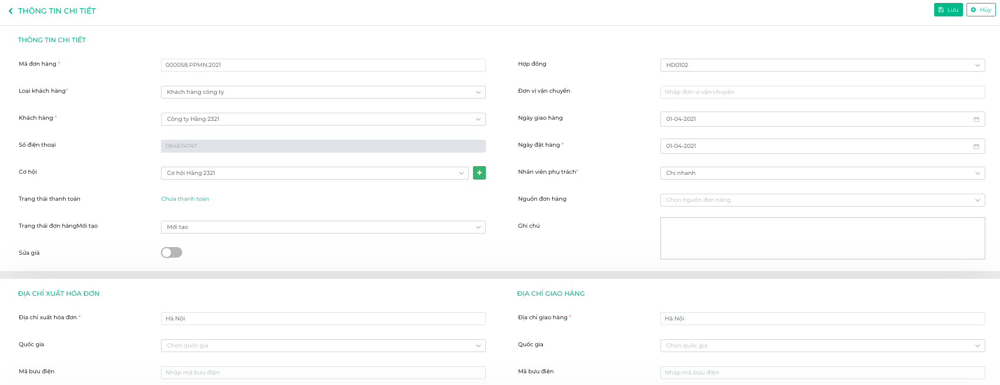 THÔNG TIN CHI TIẾT
Lưu
Hủy
THÔNG TIN CHI TIẾT
Mã đơn hàng *
000058.PPMN.2021
Hợp đồng
HD0102
Loại khách hàng*
Khách hàng công ty
Đơn vị vận chuyển
Nhập đơn vị vận chuyển
Khách hàng *
Công ty Hằng 2321
Ngày giao hàng
01-04-2021
Số điện thoại
084674747
Ngày đặt hàng *
01-04-2021
Cơ hội
Cơ hội Hằng 2321
Nhân viên phụ trách*
Chi nhanh
Trạng thái thanh toán
Chưa thanh toán
Nguồn đơn hàng
Chọn nguồn đơn hàng
Trạng thái đơn hàngMới tạo
Mới tạo
Ghi chú
Sửa giá
ĐỊA CHỈ XUẤT HÓA ĐƠN
ĐỊA CHỈ GIAO HÀNG
Địa chỉ xuất hóa đơn *
Hà Nội
Địa chỉ giao hàng *
Hà Nội
Quốc gia
Chọn quốc gia
Quốc gia
Chọn quốc gia
Mã bưu điện
Nhập mã bưu điện
Mã bưu điện
Nhập mã bưu điện